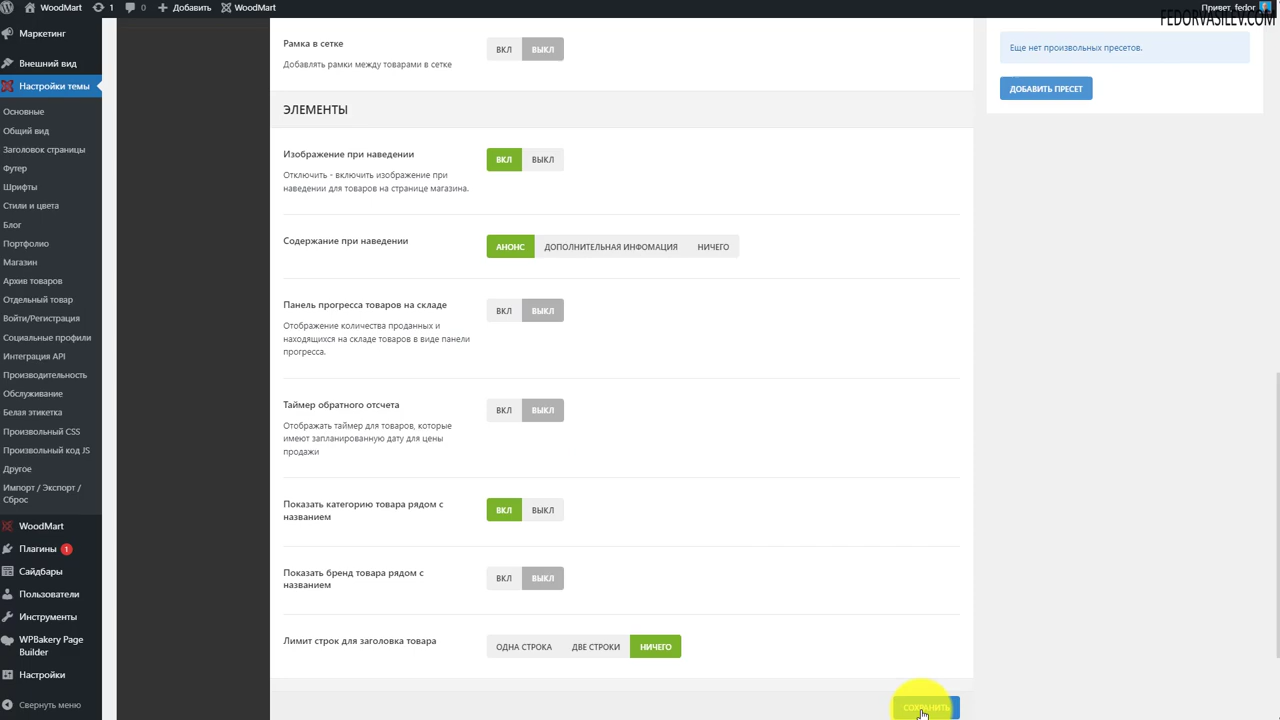 WoodMart
1
0
Добавить
WoodMart
Привет, fedor
FEDORVASILEV.COM
Маркетинг
Внешний вид
Настройки темы
Основные
Общий вид
Заголовок страницы
Футер
Шрифты
Стили и цвета
Блог
Портфолио
Магазин
Архив товаров
Отдельный товар
Войти/Регистрация
Социальные профили
Интеграция API
Производительность
Обслуживание
Белая этикетка
Произвольный CSS
Произвольный код JS
Другое
Импорт / Экспорт /
Сброс
WoodMart
Плагины 1
Сайдбары
Пользователи
Инструменты
WPBakery Page
Builder
Настройки
Свернуть меню
Рамка в сетке
Добавлять рамки между товарами в сетке
ВКЛ ВЫКЛ
ЭЛЕМЕНТЫ
Изображение при наведении
Отключить - включить изображение при
наведении для товаров на странице магазина.
ВКЛ ВЫКЛ
Содержание при наведении
АНОНС ДОПОЛНИТЕЛЬНАЯ ИНФОМАЦИЯ НИЧЕГО
Панель прогресса товаров на складе
Отображение количества проданных и
находящихся на складе товаров в виде панели
прогресса.
ВКЛ ВЫКЛ
Таймер обратного отсчета
Отображать таймер для товаров, которые
имеют запланированную дату для цены
продажи
ВКЛ ВЫКЛ
Показать категорию товара рядом с
названием
ВКЛ ВЫКЛ
Показать бренд товара рядом с
названием
ВКЛ ВЫКЛ
Лимит строк для заголовка товара
ОДНА СТРОКА ДВЕ СТРОКИ НИЧЕГО
СОХРАНИТЬ
Еще нет произвольных пресетов.
ДОБАВИТЬ ПРЕСЕТ